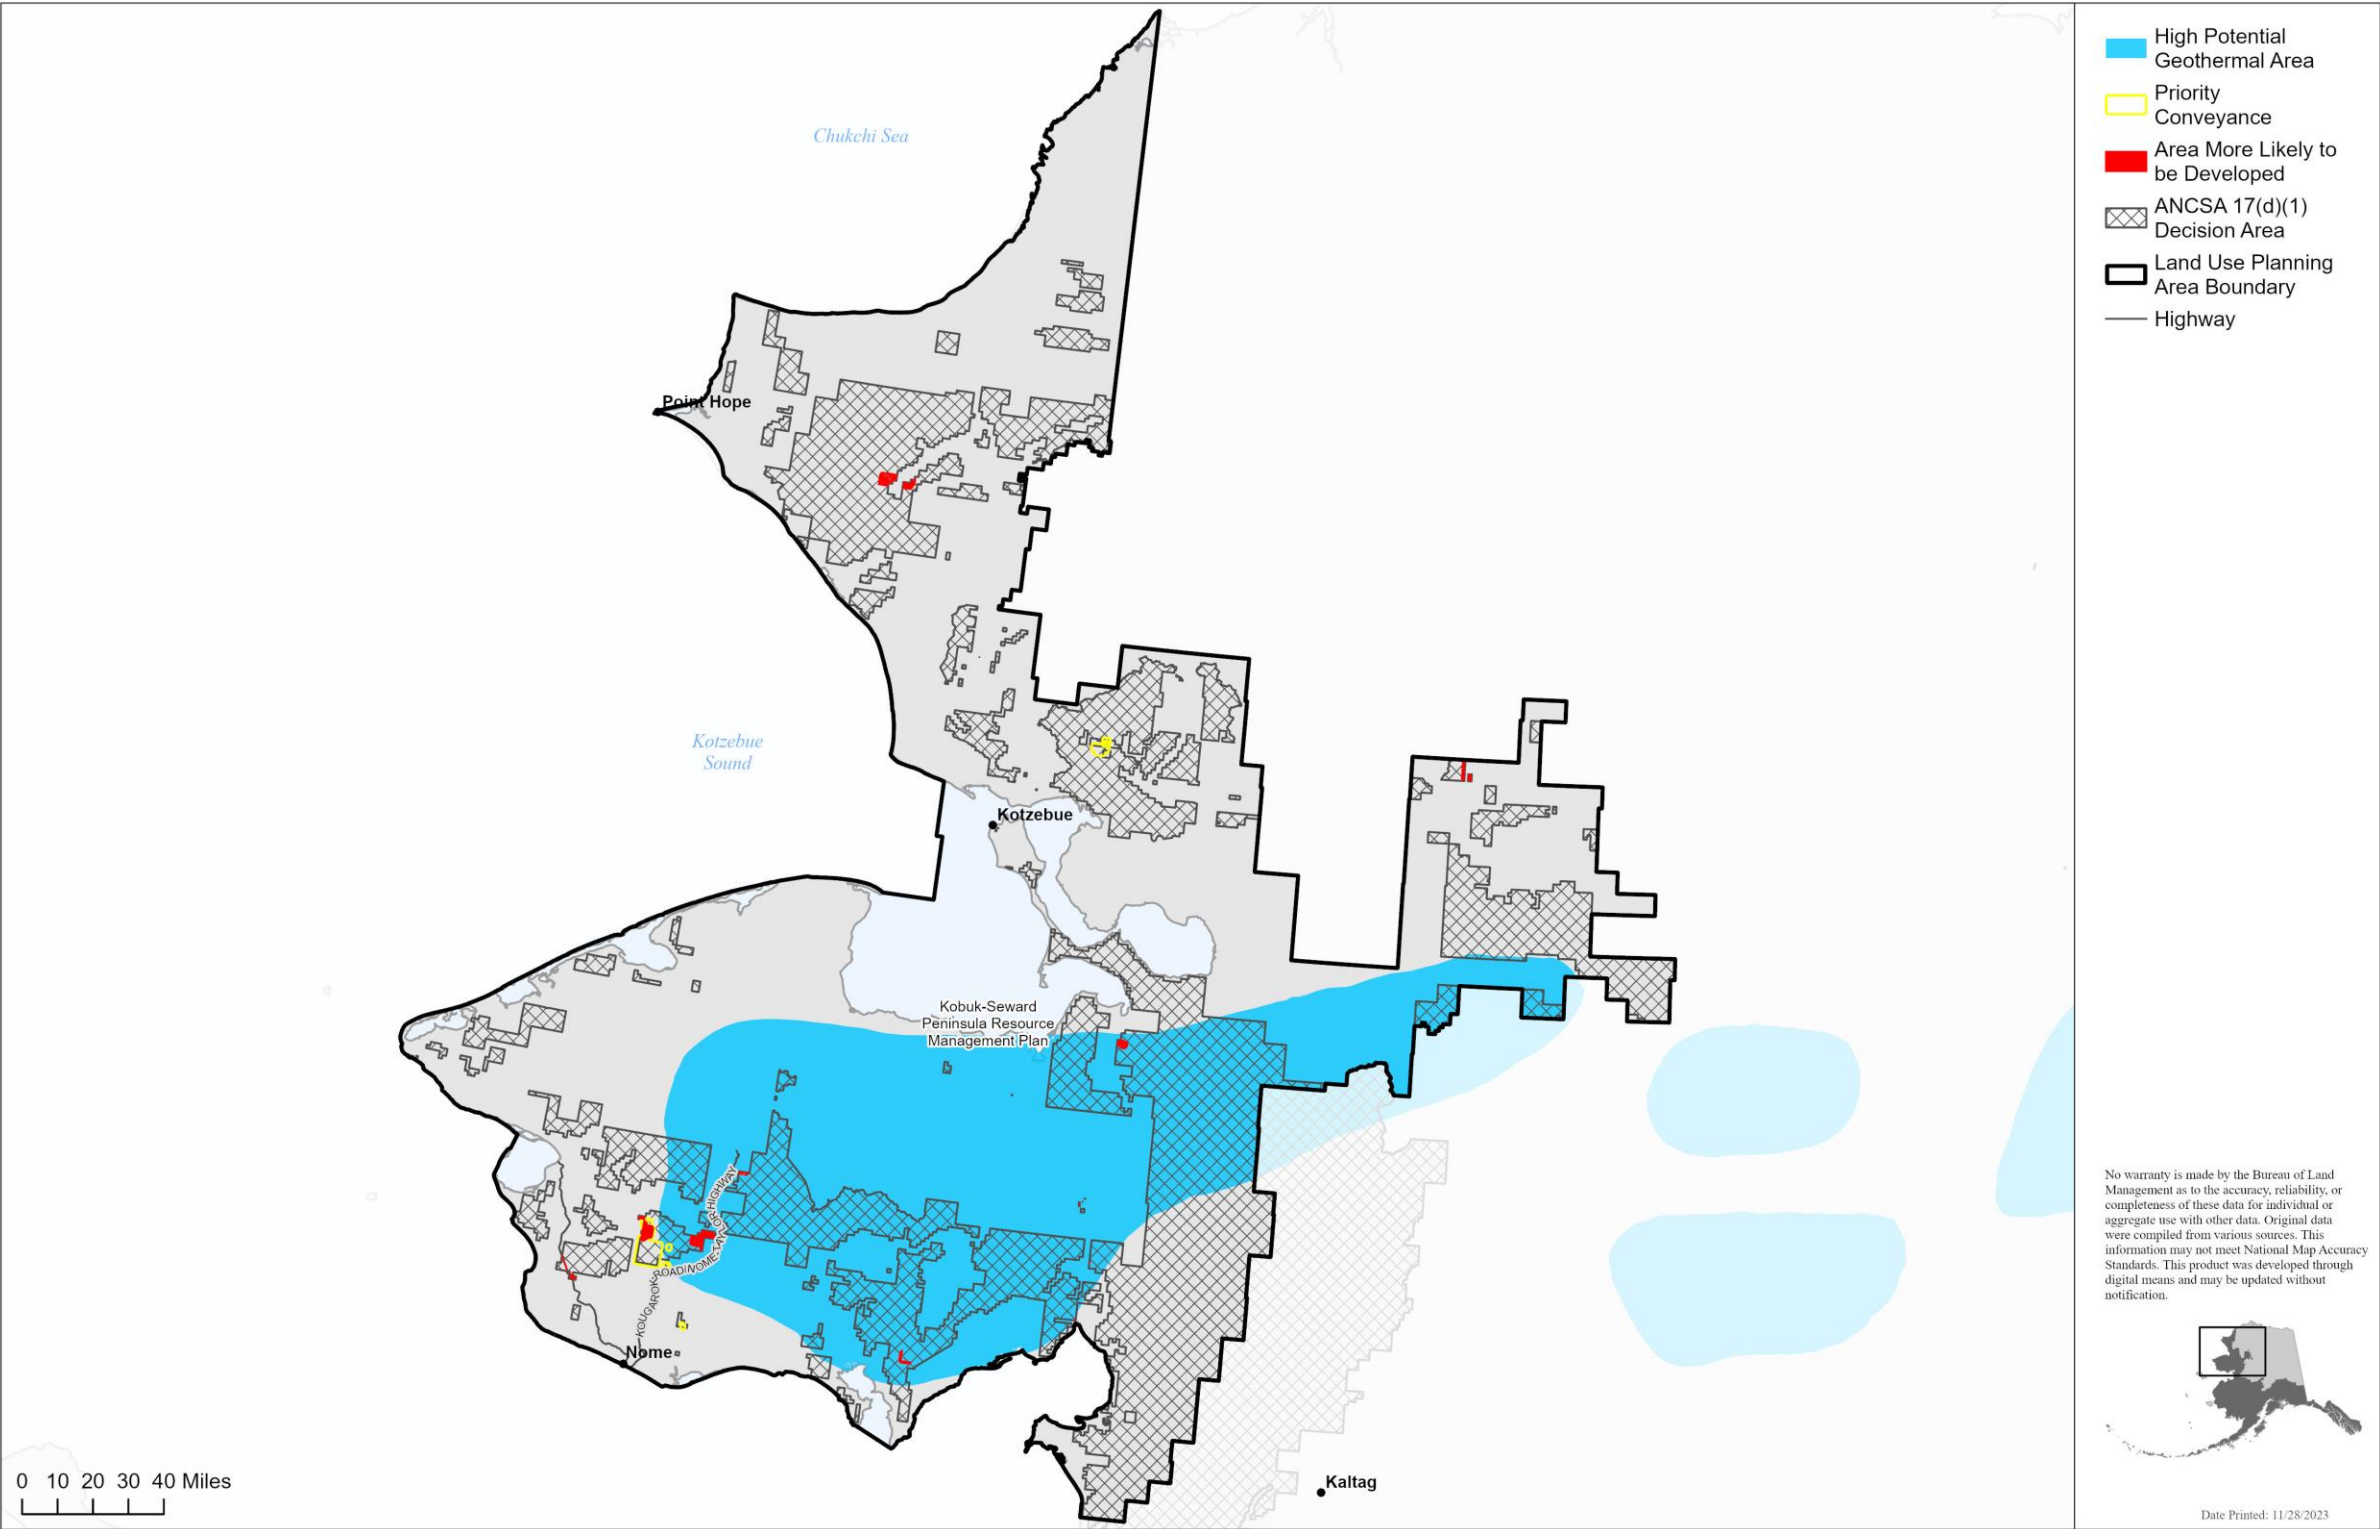 Chukchi Sea
Point Hope
Kotzebue
Sound
Kotzebue
Kobuk-Seward
Peninsula Resource
Management Plan
KOUGAROK ROAD/NOME-TAYLOR HIGHWAY
Nome
Kaltag
0 10 20 30 40 Miles
High Potential
Geothermal Area
Priority
Conveyance
Area More Likely to
be Developed
ANCSA 17(d)(1)
Decision Area
Land Use Planning
Area Boundary
Highway
No warranty is made by the Bureau of Land
Management as to the accuracy, reliability, or
completeness of these data for individual or
aggregate use with other data. Original data
were compiled from various sources. This
information may not meet National Map Accuracy
Standards. This product was developed through
digital means and may be updated without
notification.
Date Printed: 11/28/2023